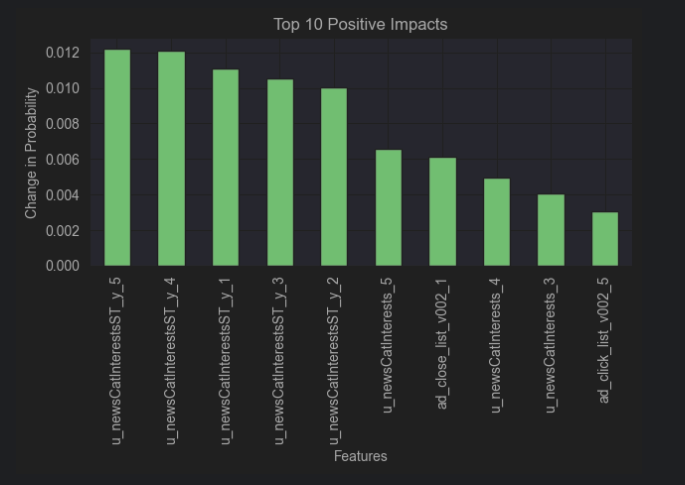 Top 10 Positive Impacts
Change in Probability
0.012
0.010
0.008
0.006
0.004
0.002
0.000
u_newsCatInterestsST_y_5
u_newsCatInterestsST_y_4
u_newsCatInterestsST_y_1
u_newsCatInterestsST_y_3
u_newsCatInterestsST_y_2
u_newsCatInterests_5
ad_close_list_v002_1
u_newsCatInterests_4
u_newsCatInterests_3
ad_click_list_v002_5
Features